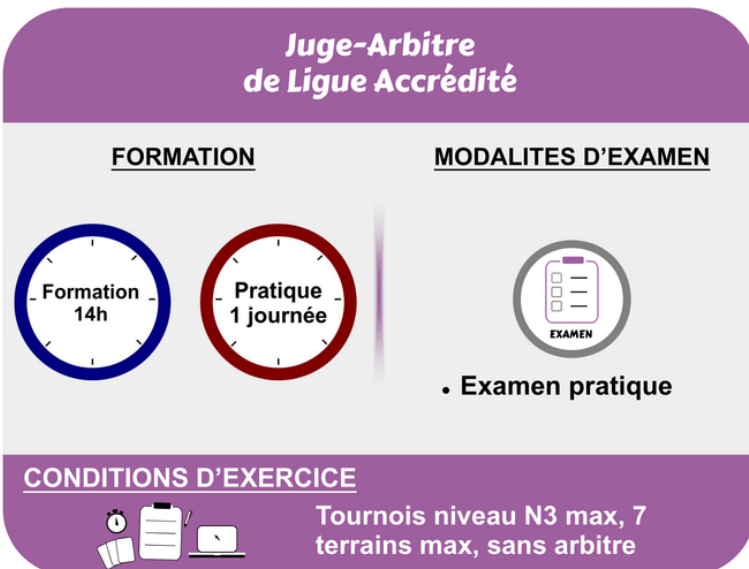 Juge-Arbitre
de Ligue Accrédité
FORMATION
MODALITES D'EXAMEN
Formation
14h
Pratique
1 journée
EXAMEN
• Examen pratique
CONDITIONS D'EXERCICE
Tournois niveau N3 max, 7
terrains max, sans arbitre